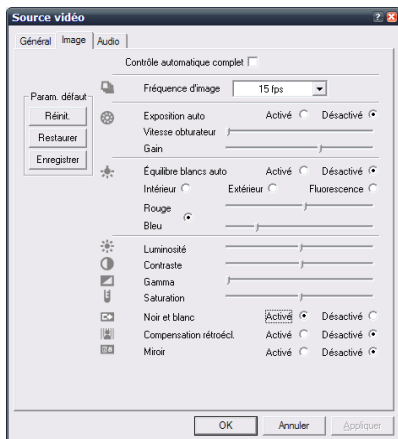 Source vidéo
Général Image Audio
Contrôle automatique complet
Fréquence d'image 15 fps
Param. défaut
Réinit.
Restaurer
Enregistrer
Exposition auto Activé Désactivé
Vitesse obturateur
Gain
Équilibre blancs auto Activé Désactivé
Intérieur Extérieur Fluorescence
Rouge
Bleu
Luminosité
Contraste
Gamma
Saturation
Noir et blanc Activé Désactivé
Compensation rétroécl. Activé Désactivé
Miroir Activé Désactivé
OK Annuler Appliquer